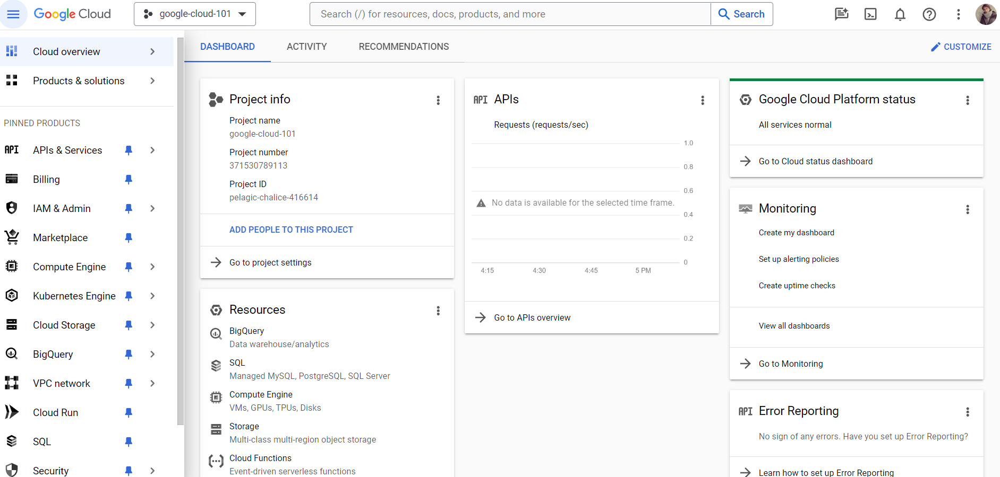 Google Cloud
google-cloud-101
Search (/) for resources, docs, products, and more
Search
Cloud overview
Products & solutions
PINNED PRODUCTS
API APIs & Services
Billing
IAM & Admin
Marketplace
Compute Engine
Kubernetes Engine
Cloud Storage
BigQuery
VPC network
Cloud Run
SQL
Security
DASHBOARD
ACTIVITY
RECOMMENDATIONS
CUSTOMIZE
Project info
Project name
google-cloud-101
Project number
371530789113
Project ID
pelagic-chalice-416614
ADD PEOPLE TO THIS PROJECT
Go to project settings
Resources
BigQuery
Data warehouse/analytics
SQL
Managed MySQL, PostgreSQL, SQL Server
Compute Engine
VMs, GPUs, TPUs, Disks
Storage
Multi-class multi-region object storage
Cloud Functions
Event-driven serverless functions
API APIs
Requests (requests/sec)
1.0
0.8
0.6
No data is available for the selected time frame.
0.4
0.2
0
4:15 4:30 4:45 5 PM
Go to APIs overview
Google Cloud Platform status
All services normal
Go to Cloud status dashboard
Monitoring
Create my dashboard
Set up alerting policies
Create uptime checks
View all dashboards
Go to Monitoring
API Error Reporting
No sign of any errors. Have you set up Error Reporting?
Learn how to set up Error Reporting